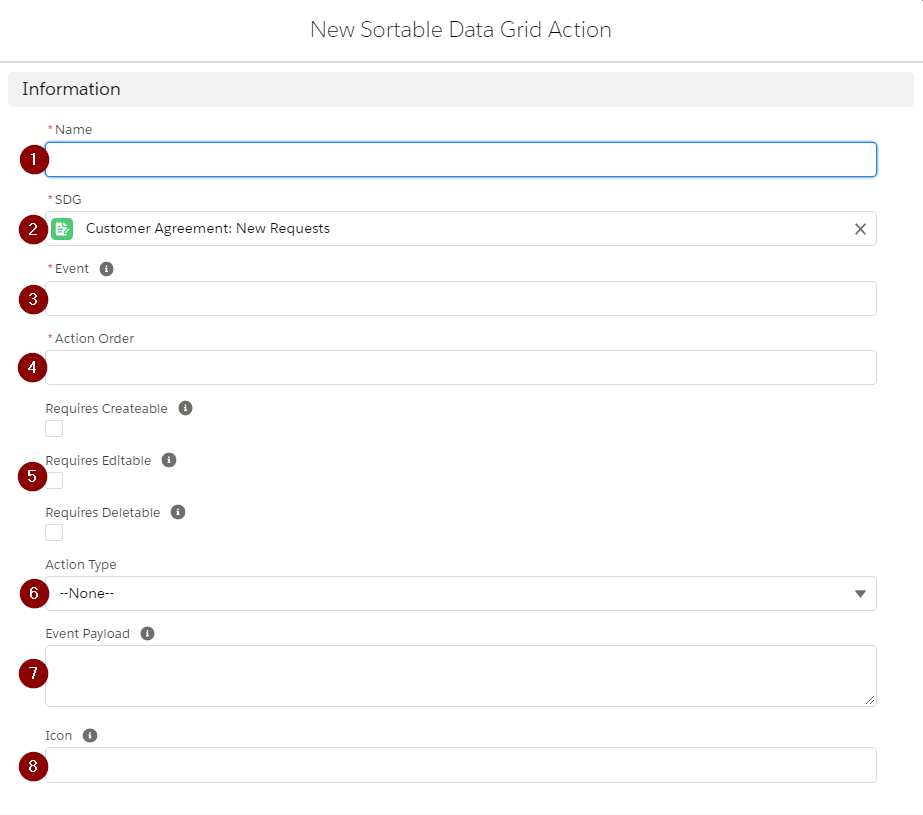 New Sortable Data Grid Action
Information
* Name
1
* SDG
2 Customer Agreement: New Requests
* Event
3
* Action Order
4
Requires Createable
Requires Editable
5
Requires Deletable
Action Type
6 --None--
Event Payload
7
Icon
8